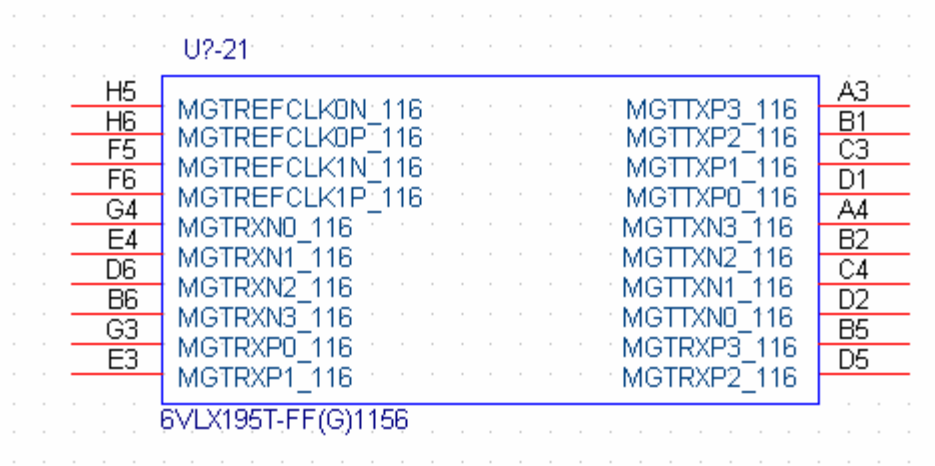 U?-21
H5 MGTREFCLK0N_116 MGTTXP3_116 A3
H6 MGTREFCLK0P_116 MGTTXP2_116 B1
F5 MGTREFCLK1N_116 MGTTXP1_116 C3
F6 MGTREFCLK1P_116 MGTTXP0_116 D1
G4 MGTRXN0_116 MGTTXN3_116 A4
E4 MGTRXN1_116 MGTTXN2_116 B2
D6 MGTRXN2_116 MGTTXN1_116 C4
B6 MGTRXN3_116 MGTTXN0_116 D2
G3 MGTRXP0_116 MGTRXP3_116 B5
E3 MGTRXP1_116 MGTRXP2_116 D5
6VLX195T-FF(G)1156